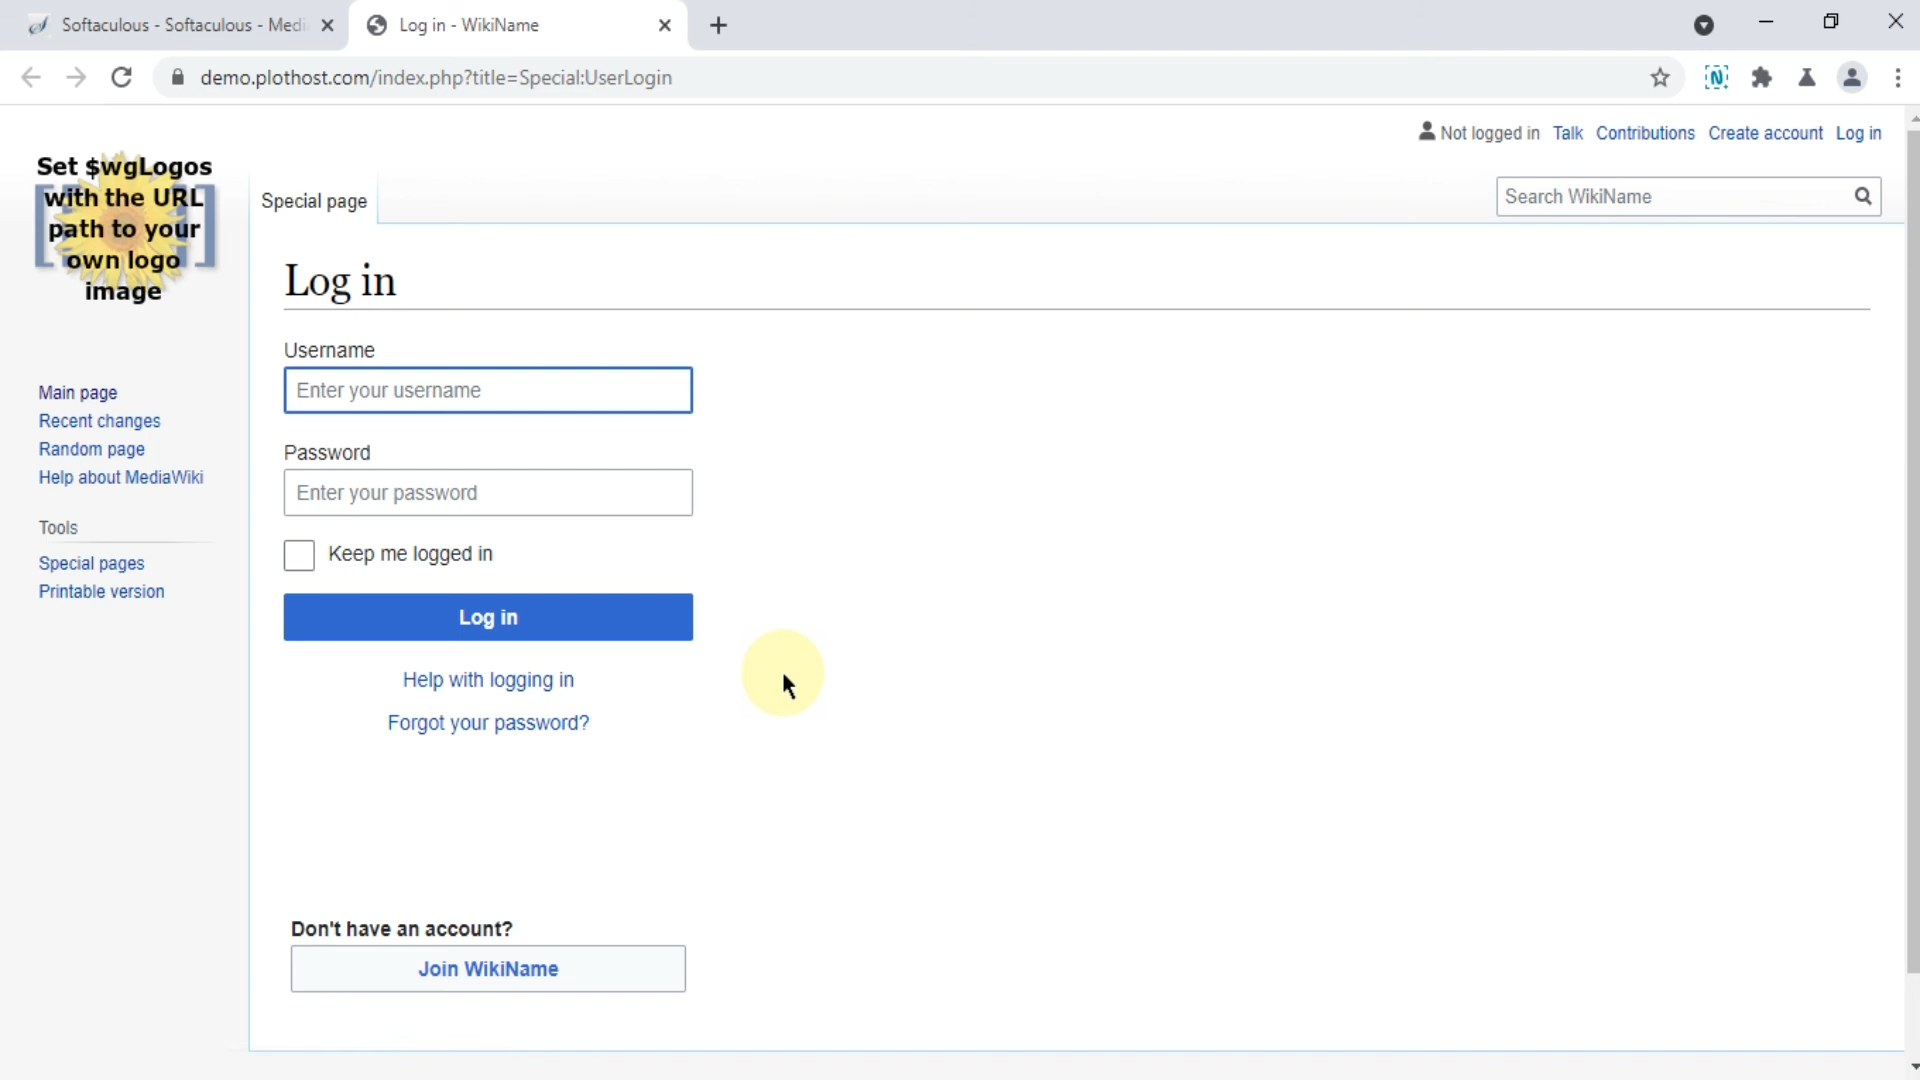 Softaculous - Softaculous - Medi
Log in - WikiName
demo.plothost.com/index.php?title=Special:UserLogin
Not logged in Talk Contributions Create account Log in
Set $wgLogos
with the URL
path to your
own logo
image
Special page
Search WikiName
Log in
Username
Enter your username
Password
Enter your password
Keep me logged in
Log in
Help with logging in
Forgot your password?
Don't have an account?
Join WikiName
Main page
Recent changes
Random page
Help about MediaWiki
Tools
Special pages
Printable version